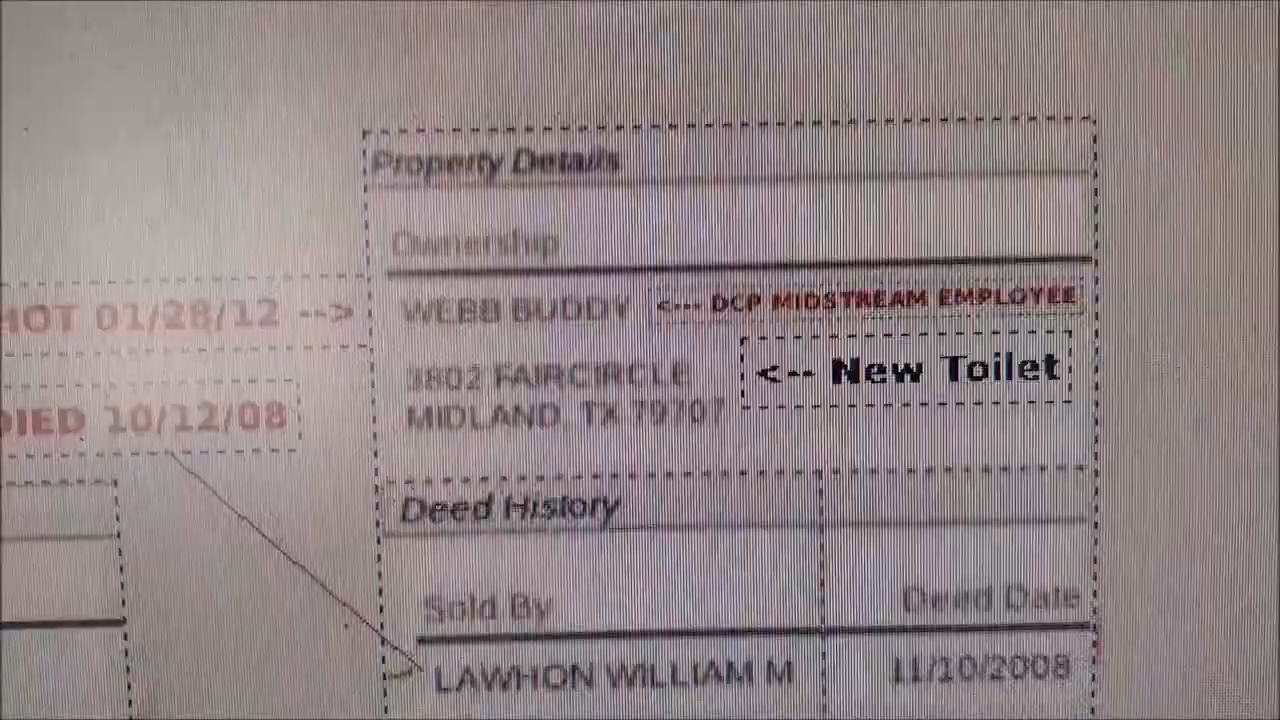 Property Details
Ownership
HOT 01/28/12 -->
WEBB BUDDY <--- DCP MIDSTREAM EMPLOYEE
3802 FAIRCIRCLE <-- New Toilet
MIDLAND, TX 79707
DIED 10/12/08
Deed History
Sold By Deed Date
LAWHON WILLIAM M 11/10/2008